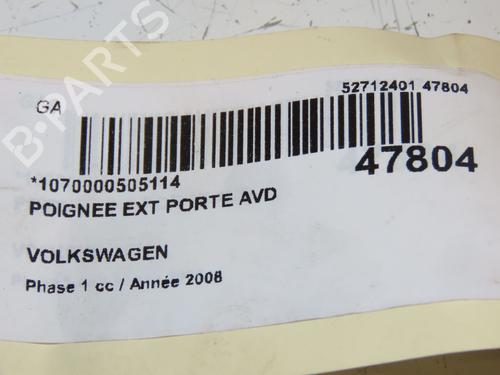 GA
52712401 47804
47804
*1070000505114
POIGNEE EXT PORTE AVD
VOLKSWAGEN
Phase 1 cc / Année 2008
B-PARTS